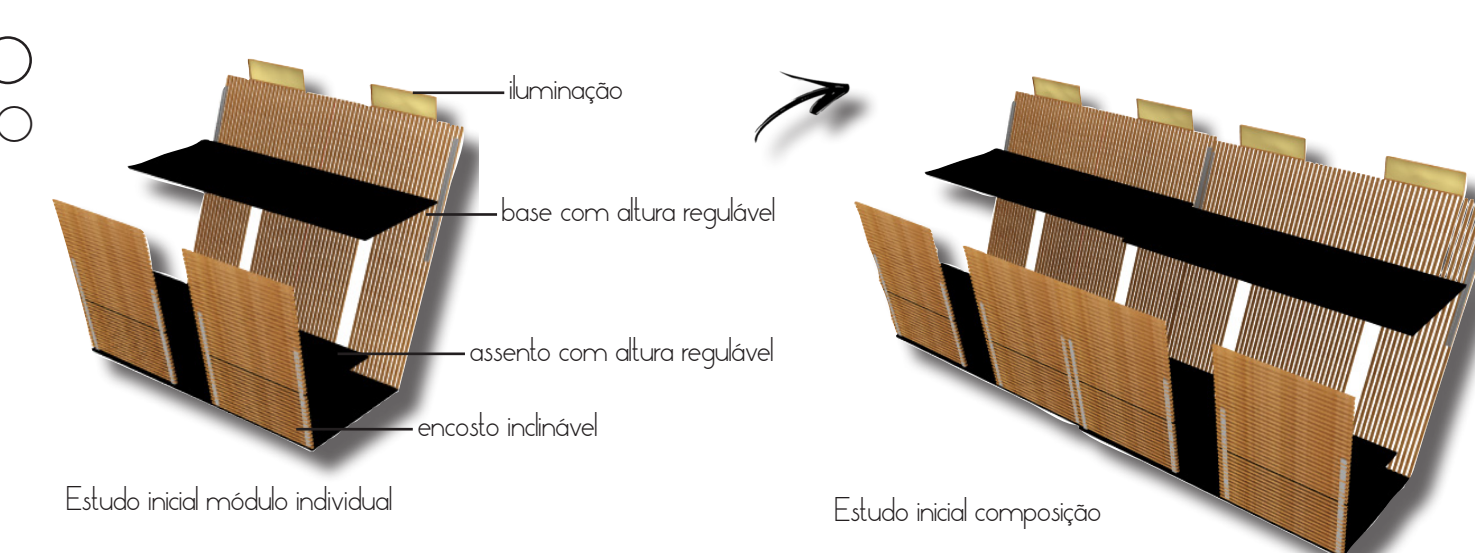 iluminação
base com altura regulável
assento com altura regulável
encosto inclinável
Estudo inicial módulo individual
Estudo inicial composição